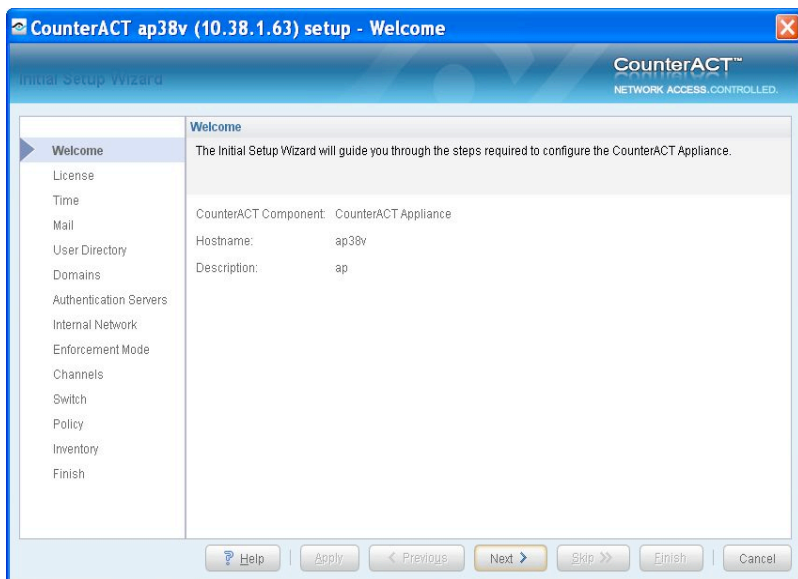 CounterACT ap38v (10.38.1.63) setup - Welcome
Initial Setup Wizard
CounterACT™
NETWORK ACCESS.CONTROLLED.
Welcome
License
Time
Mail
User Directory
Domains
Authentication Servers
Internal Network
Enforcement Mode
Channels
Switch
Policy
Inventory
Finish
Welcome
The Initial Setup Wizard will guide you through the steps required to configure the CounterACT Appliance.
CounterACT Component: CounterACT Appliance
Hostname: ap38v
Description: ap
Help Apply Previous Next Skip Finish Cancel